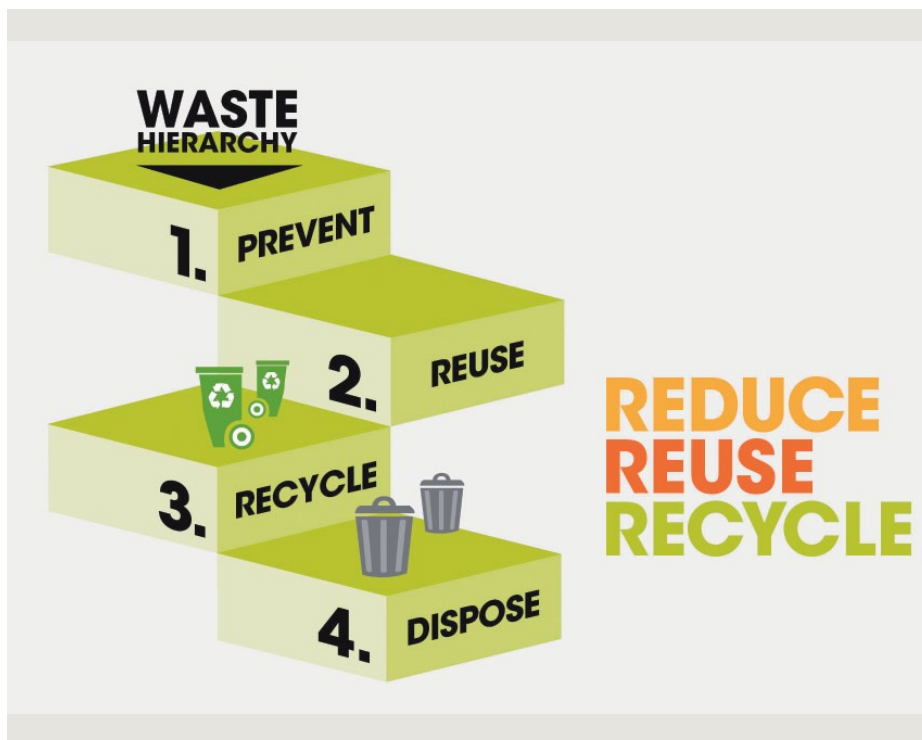 WASTE
HIERARCHY
1. PREVENT
2. REUSE
3. RECYCLE
4. DISPOSE
REDUCE
REUSE
RECYCLE